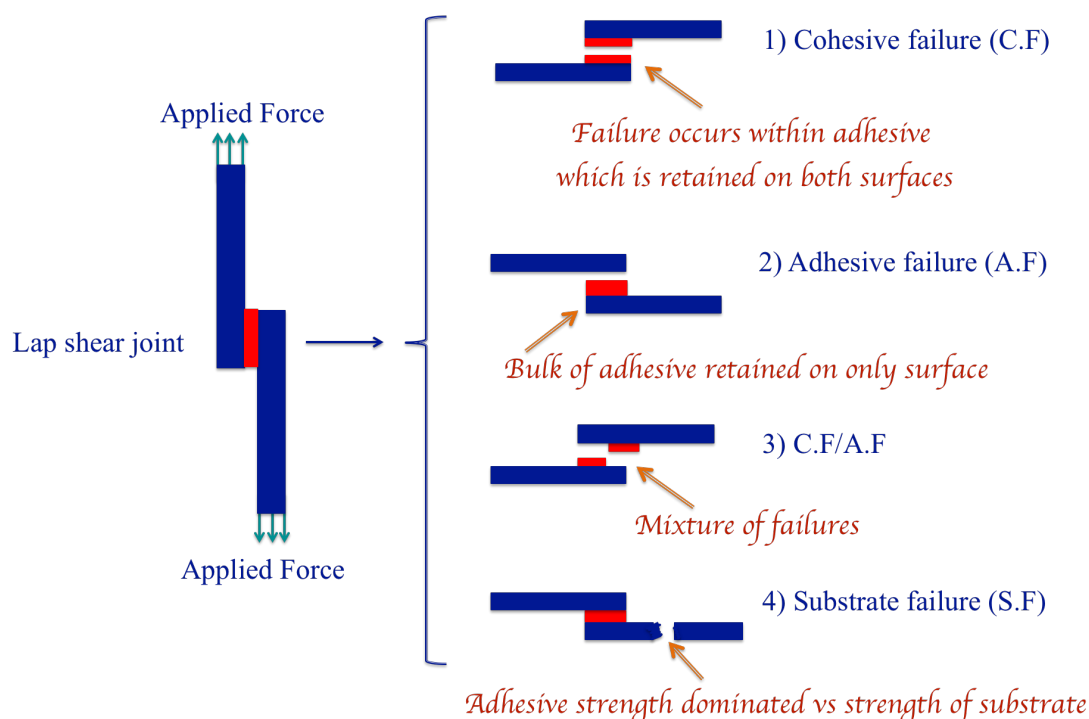 Applied Force
Lap shear joint
Applied Force
1) Cohesive failure (C.F)
Failure occurs within adhesive
which is retained on both surfaces
2) Adhesive failure (A.F)
Bulk of adhesive retained on only surface
3) C.F/A.F
Mixture of failures
4) Substrate failure (S.F)
Adhesive strength dominated vs strength of substrate